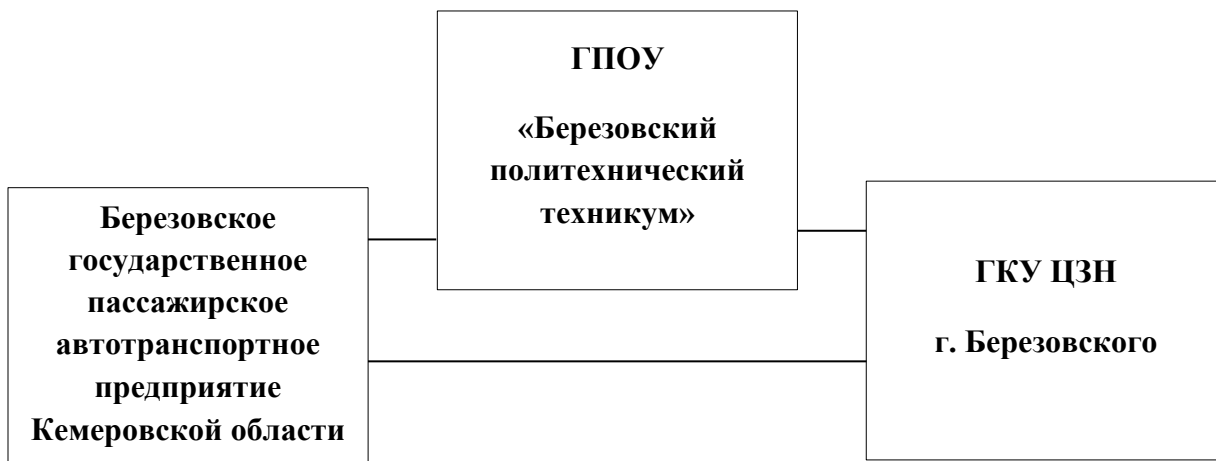 ГПОУ
«Березовский
политехнический
техникум»
Березовское
государственное
пассажирское
автотранспортное
предприятие
Кемеровской области
ГКУ ЦЗН
г. Березовского